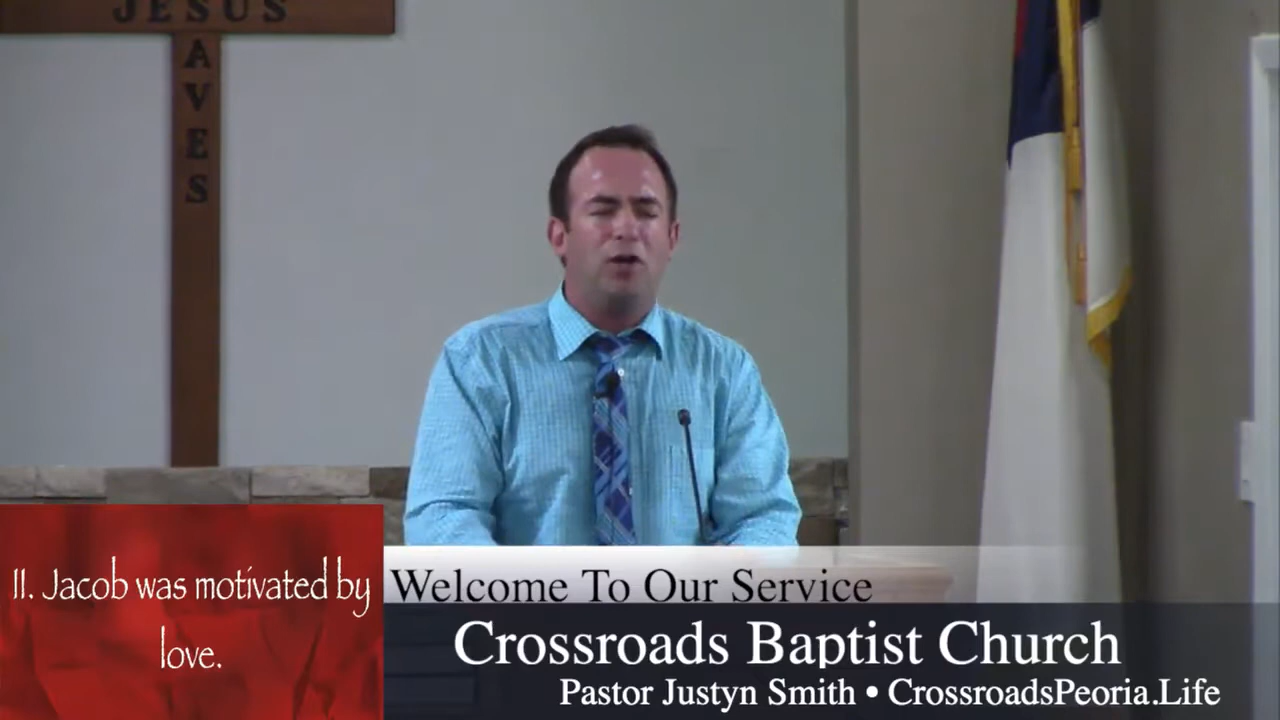 JESUS
AVES
II. Jacob was motivated by
love.
Welcome To Our Service
Crossroads Baptist Church
Pastor Justyn Smith • CrossroadsPeoria.Life